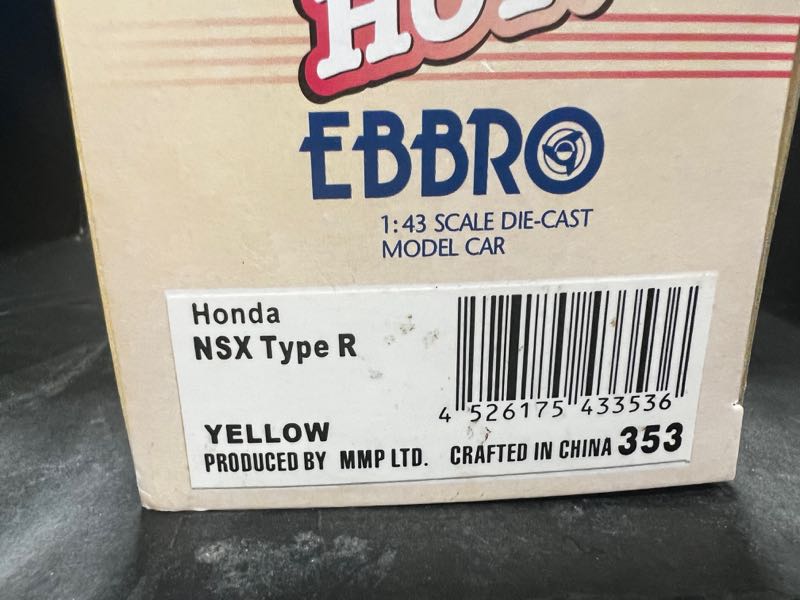 EBBRO
1:43 SCALE DIE-CAST
MODEL CAR
Honda
NSX Type R
4 526175 433536
YELLOW
PRODUCED BY MMP LTD. CRAFTED IN CHINA 353